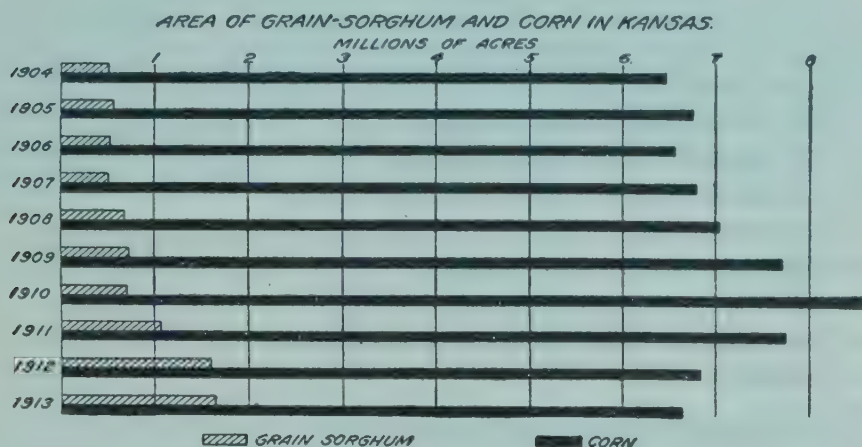 AREA OF GRAIN-SORGHUM AND CORN IN KANSAS.
MILLIONS OF ACRES
1 2 3 4 5 6. 7 8
1904
1905
1906
1907
1908
1909
1910
1911
1912
1913
GRAIN SORGHUM CORN